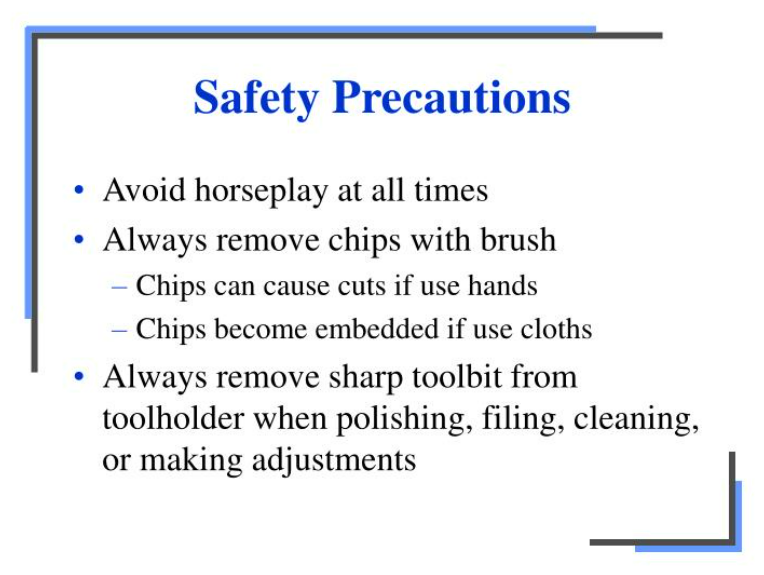 Safety Precautions
• Avoid horseplay at all times
• Always remove chips with brush
– Chips can cause cuts if use hands
– Chips become embedded if use cloths
• Always remove sharp toolbit from
toolholder when polishing, filing, cleaning,
or making adjustments